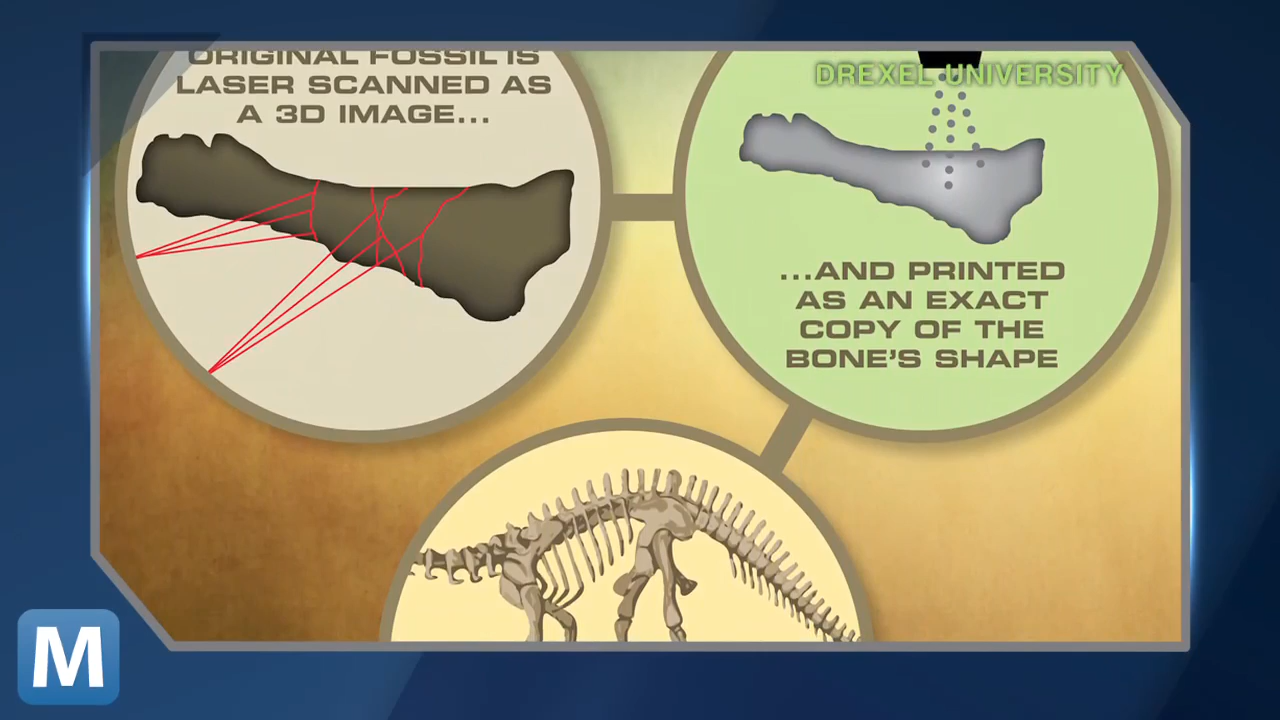 ORIGINAL FOSSIL IS
LASER SCANNED AS
A 3D IMAGE...
DREXEL UNIVERSITY
...AND PRINTED
AS AN EXACT
COPY OF THE
BONE'S SHAPE
M